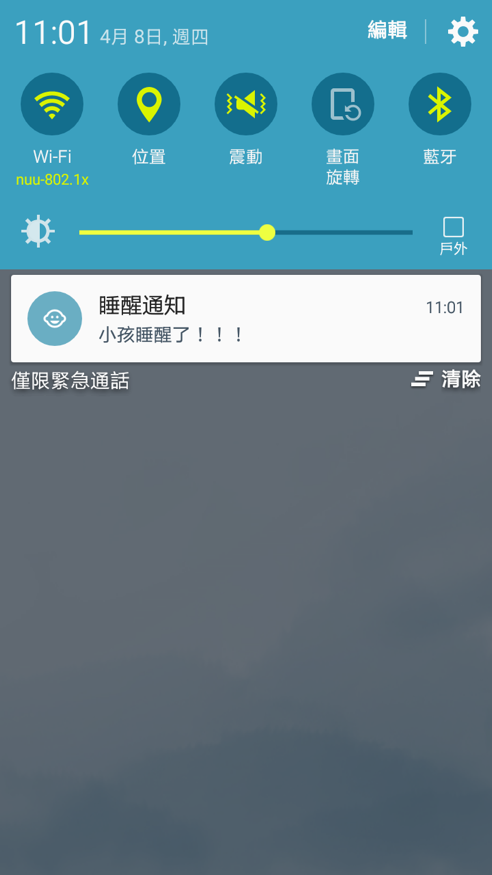 11:01 4月 8日, 週四 編輯
Wi-Fi 位置 震動 畫面 藍牙
nuu-802.1x 旋轉
戶外
睡醒通知 11:01
小孩睡醒了！！！
僅限緊急通話 清除